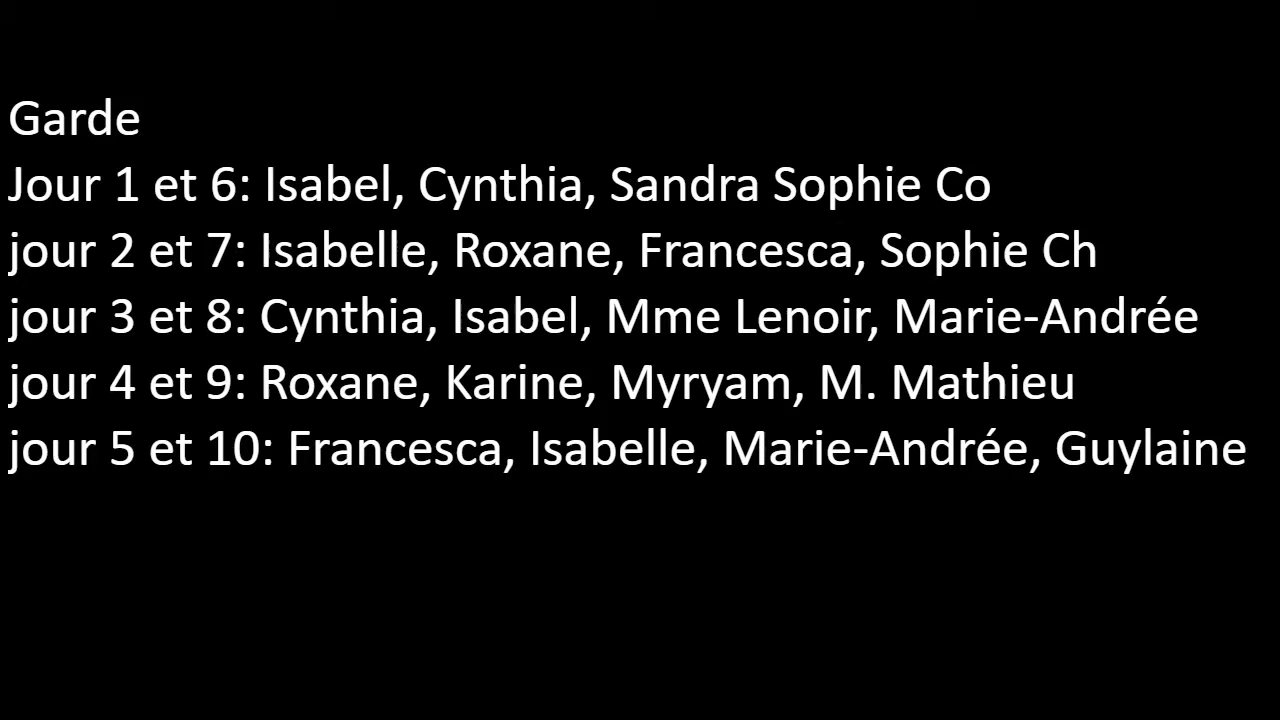 Garde
Jour 1 et 6: Isabel, Cynthia, Sandra Sophie Co
jour 2 et 7: Isabelle, Roxane, Francesca, Sophie Ch
jour 3 et 8: Cynthia, Isabel, Mme Lenoir, Marie-Andrée
jour 4 et 9: Roxane, Karine, Myryam, M. Mathieu
jour 5 et 10: Francesca, Isabelle, Marie-Andrée, Guylaine